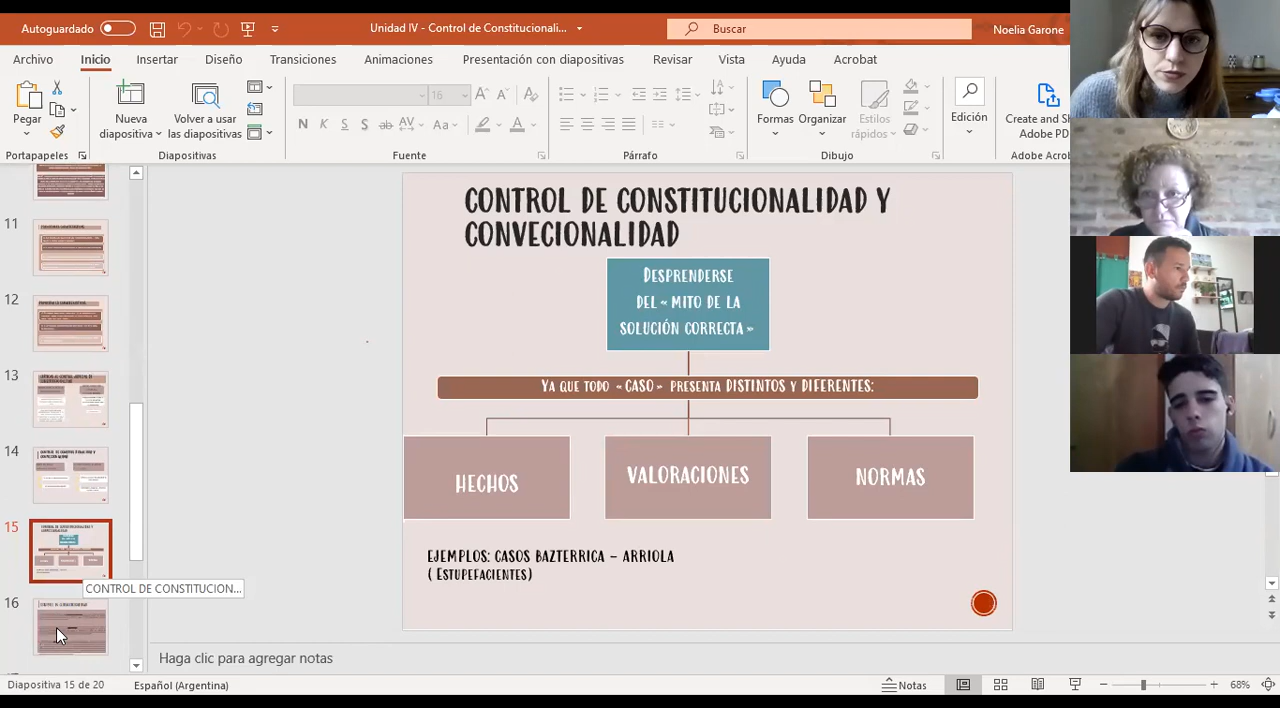 Autoguardado
Unidad IV - Control de Constitucionali...
Buscar
Noelia Garone
Archivo
Inicio
Insertar
Diseño
Transiciones
Animaciones
Presentación con diapositivas
Revisar
Vista
Ayuda
Acrobat
Pegar
Nueva
diapositiva
Volver a usar
las diapositivas
16
N K S S ab AV Aa A
Formas
Organizar
Estilos
rápidos
Edición
Create and Sh
Adobe PD
Portapapeles
Diapositivas
Fuente
Párrafo
Dibujo
Adobe Acrob
11
12
13
14
15
CONTROL DE CONSTITUCION...
16
CONTROL DE CONSTITUCIONALIDAD Y
CONVECIONALIDAD
DESPRENDERSE
DEL « MITO DE LA
SOLUCIÓN CORRECTA »
YA QUE TODO «CASO» PRESENTA DISTINTOS Y DIFERENTES:
HECHOS
VALORACIONES
NORMAS
EJEMPLOS: CASOS BAZTERRICA – ARRIOLA
( ESTUPEFACIENTES)
Haga clic para agregar notas
Diapositiva 15 de 20
Español (Argentina)
Notas
68%